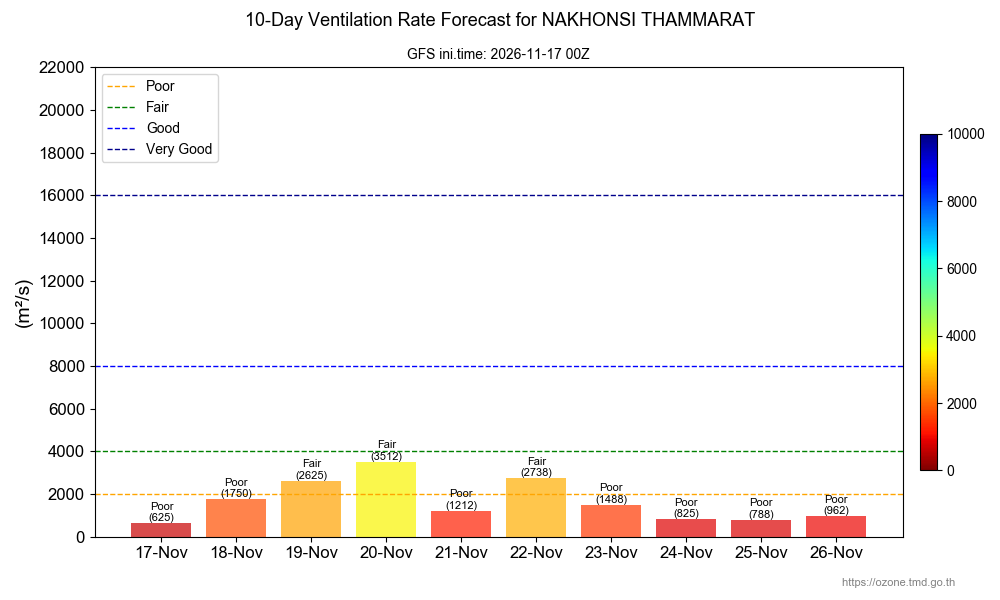 10-Day Ventilation Rate Forecast for NAKHONSI THAMMARAT
GFS ini.time: 2026-11-17 00Z
(m²/s)
22000
20000
18000
16000
14000
12000
10000
8000
6000
4000
2000
0
Poor
Fair
Good
Very Good
Poor
(625)
Poor
(1750)
Fair
(2625)
Fair
(3512)
Poor
(1212)
Fair
(2738)
Poor
(1488)
Poor
(825)
Poor
(788)
Poor
(962)
17-Nov
18-Nov
19-Nov
20-Nov
21-Nov
22-Nov
23-Nov
24-Nov
25-Nov
26-Nov
10000
8000
6000
4000
2000
0
https://ozone.tmd.go.th